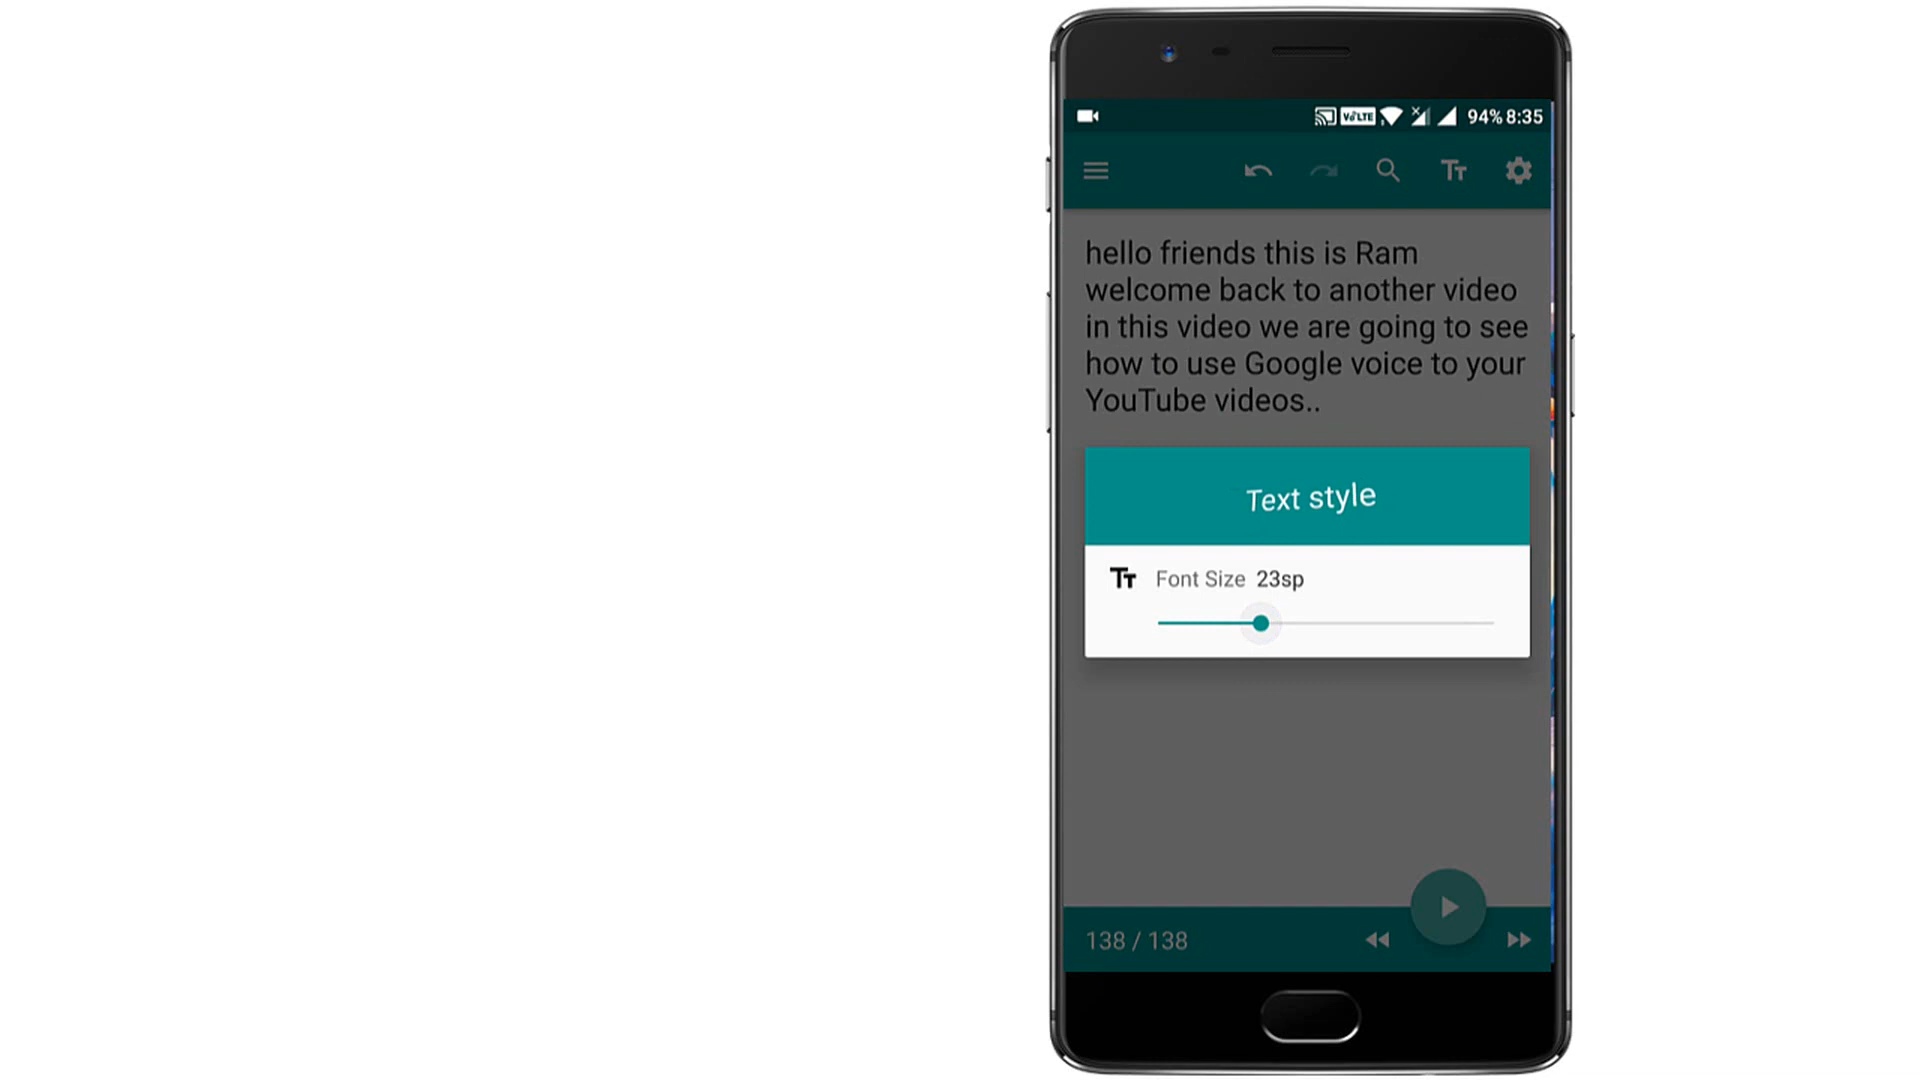 VoLTE 94% 8:35
hello friends this is Ram
welcome back to another video
in this video we are going to see
how to use Google voice to your
YouTube videos..
Text style
Font Size 23sp
138 / 138